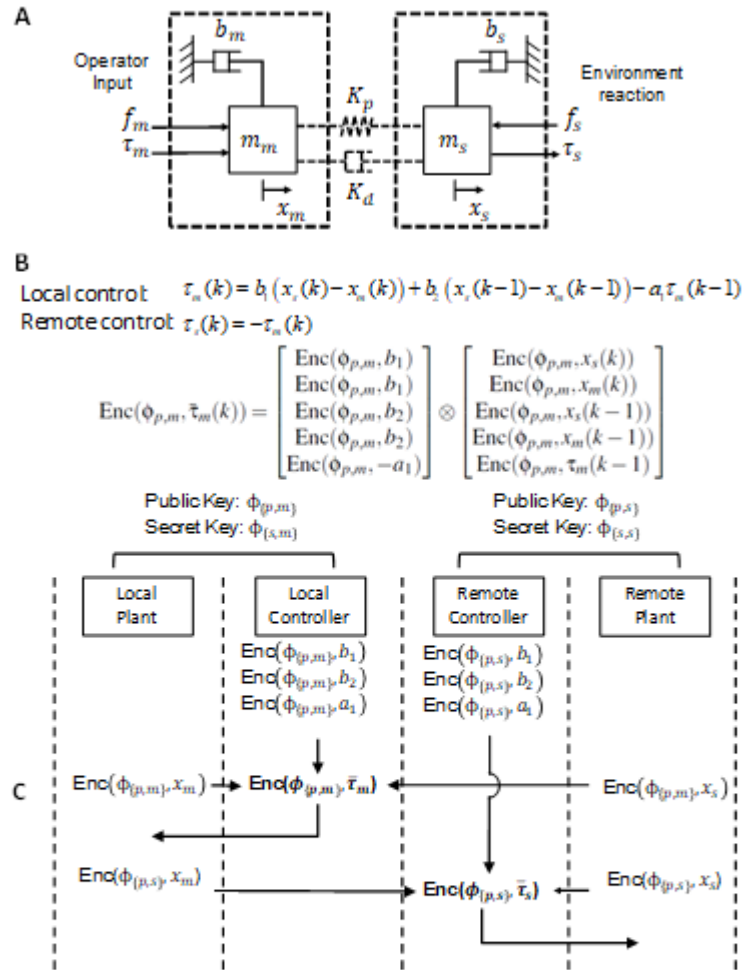 A
b_m
b_s
Operator Input
Environment reaction
K_p
f_m
m_m
m_s
f_s
τ_m
τ_s
K_d
x_m
x_s
B
Local control: τ_m(k) = b_1(x_s(k) − x_m(k)) + b_2(x_s(k−1) − x_m(k−1)) − a_1τ_m(k−1)
Remote control: τ_s(k) = −τ_m(k)
Enc(ϕ_{p,m}, τ̄_m(k)) = [Enc(ϕ_{p,m}, b_1) Enc(ϕ_{p,m}, b_1) Enc(ϕ_{p,m}, b_2) Enc(ϕ_{p,m}, b_2) Enc(ϕ_{p,m}, −a_1)] ⊗ [Enc(ϕ_{p,m}, x_s(k)) Enc(ϕ_{p,m}, x_m(k)) Enc(ϕ_{p,m}, x_s(k−1)) Enc(ϕ_{p,m}, x_m(k−1)) Enc(ϕ_{p,m}, τ_m(k−1)]
Public Key: ϕ_{p,m}
Secret Key: ϕ_{s,m}
Public Key: ϕ_{p,s}
Secret Key: ϕ_{s,s}
Local Plant
Local Controller
Remote Controller
Remote Plant
Enc(ϕ_{p,m}, b_1)
Enc(ϕ_{p,m}, b_2)
Enc(ϕ_{p,m}, a_1)
Enc(ϕ_{p,s}, b_1)
Enc(ϕ_{p,s}, b_2)
Enc(ϕ_{p,s}, a_1)
C
Enc(ϕ_{p,m}, x_m)
Enc(ϕ_{p,m}, τ̄_m)
Enc(ϕ_{p,m}, x_s)
Enc(ϕ_{p,s}, x_m)
Enc(ϕ_{p,s}, τ̄_s)
Enc(ϕ_{p,s}, x_s)